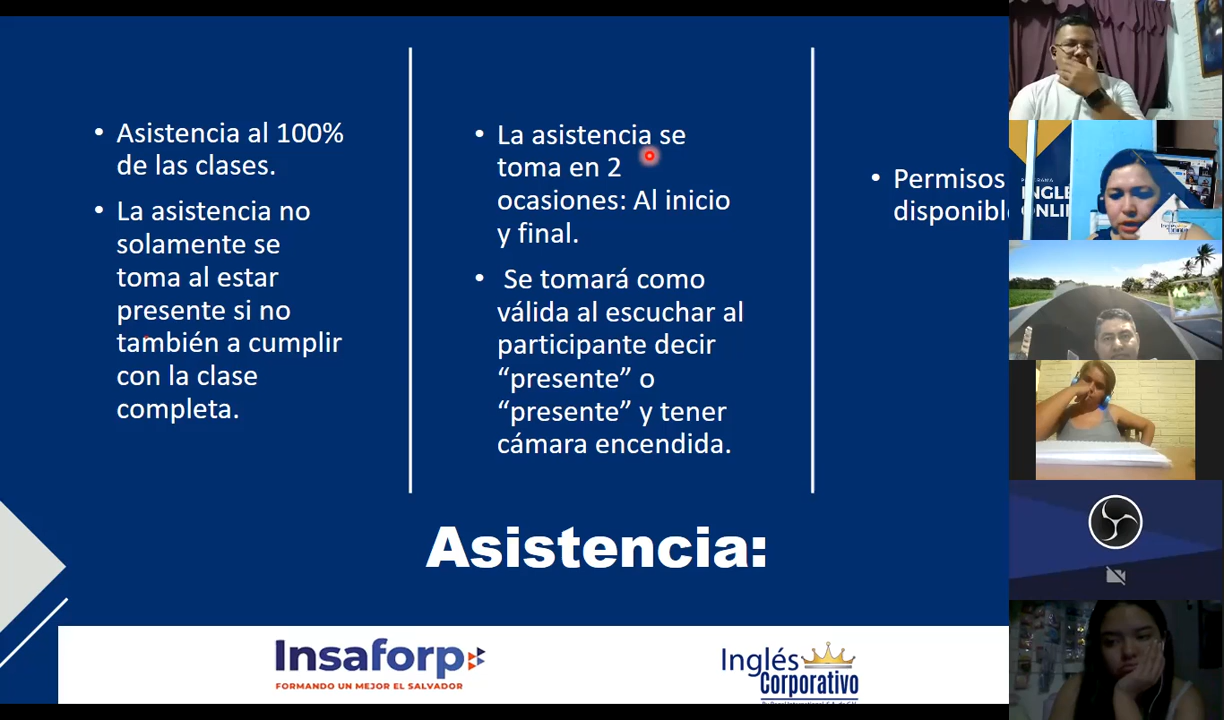 • Asistencia al 100%
de las clases.
• La asistencia no
solamente se
toma al estar
presente si no
también a cumplir
con la clase
completa.
• La asistencia se
toma en 2
ocasiones: Al inicio
y final.
• Se tomará como
válida al escuchar al
participante decir
“presente” o
“presente” y tener
cámara encendida.
• Permisos
disponibl
Asistencia:
Insaforp
FORMANDO UN MEJOR EL SALVADOR
Inglés
Corporativo
PROGRAMA
INGLE
ONLI